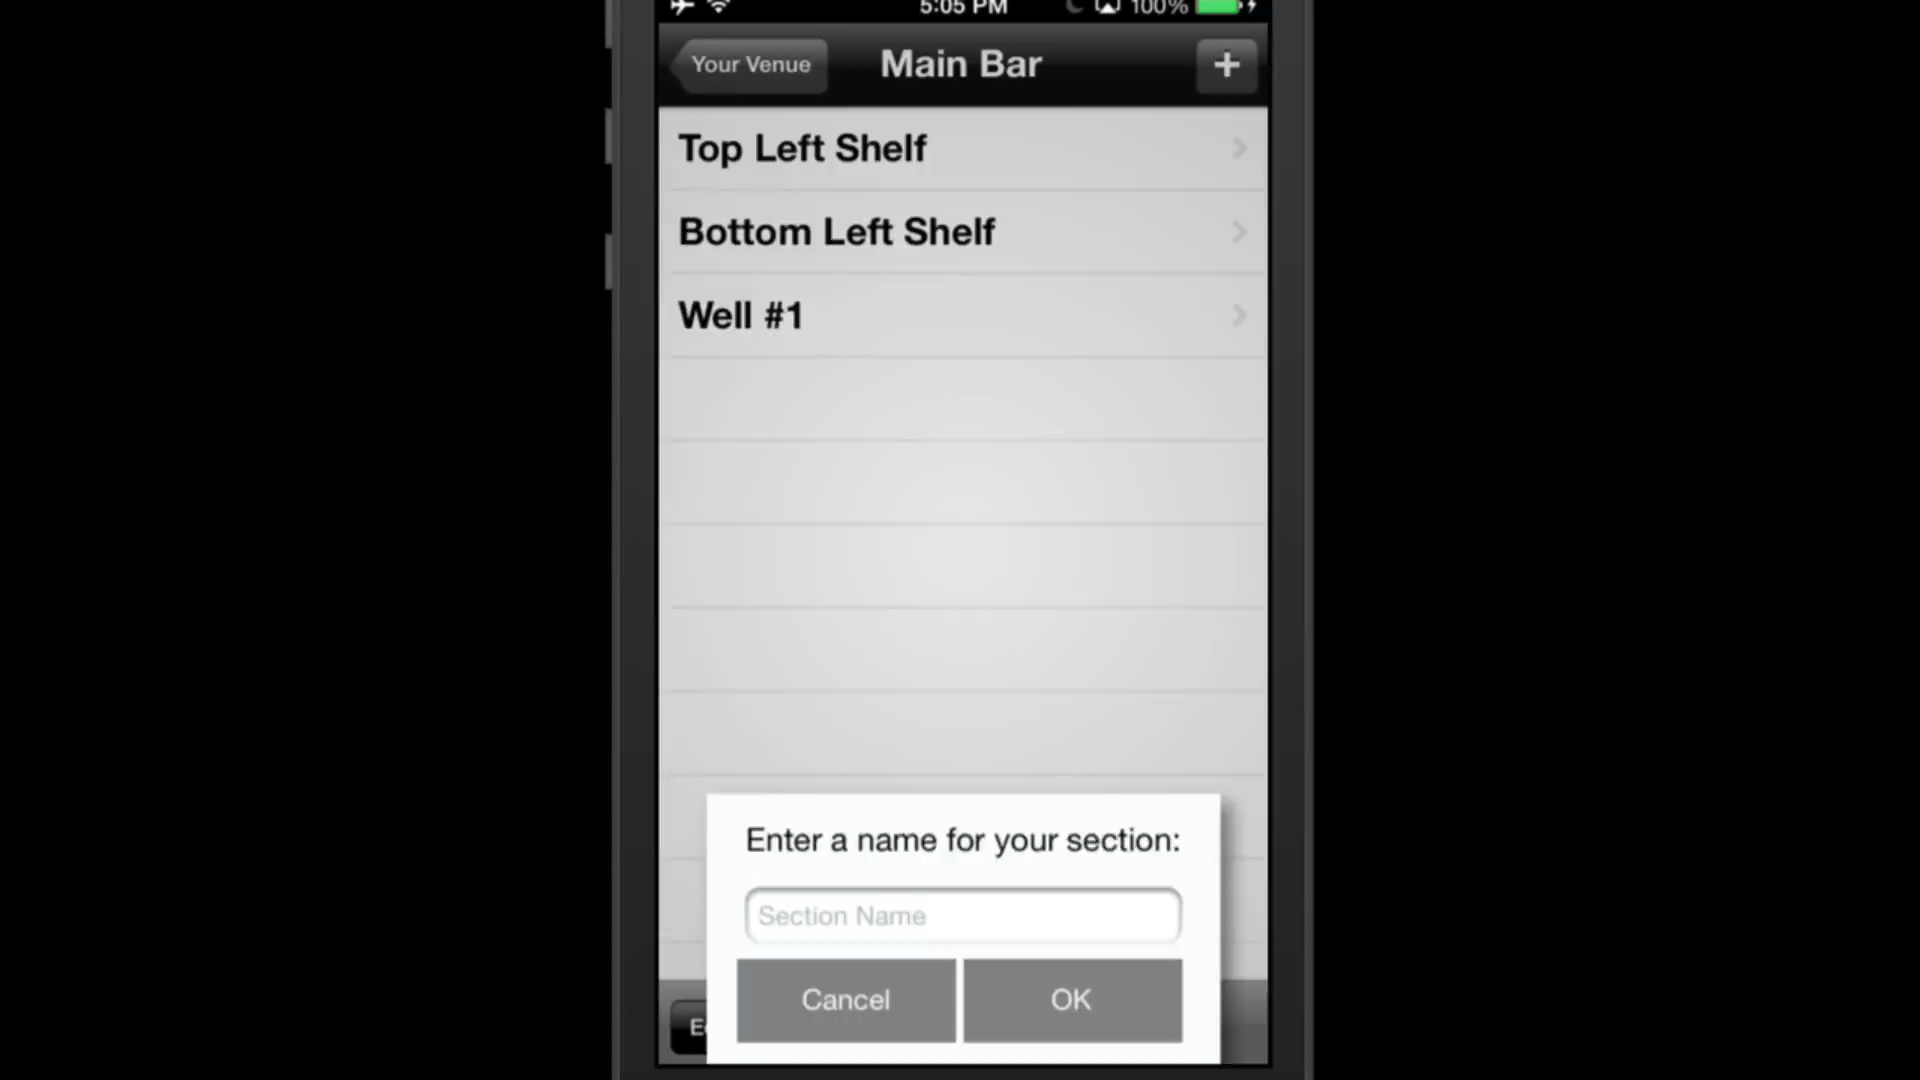 5:05 PM 100%
Your Venue Main Bar +
Top Left Shelf
Bottom Left Shelf
Well #1
Enter a name for your section:
Section Name
Cancel OK